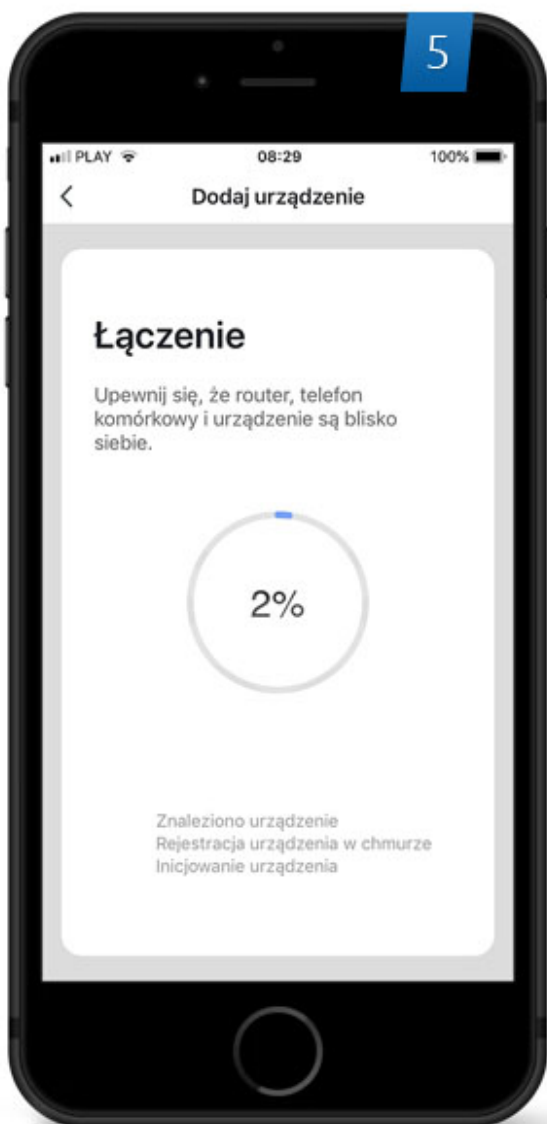 5
PLAY 08:29 100%
Dodaj urządzenie
Łączenie
Upewnij się, że router, telefon
komórkowy i urządzenie są blisko
siebie.
2%
Znaleziono urządzenie
Rejestracja urządzenia w chmurze
Inicjowanie urządzenia